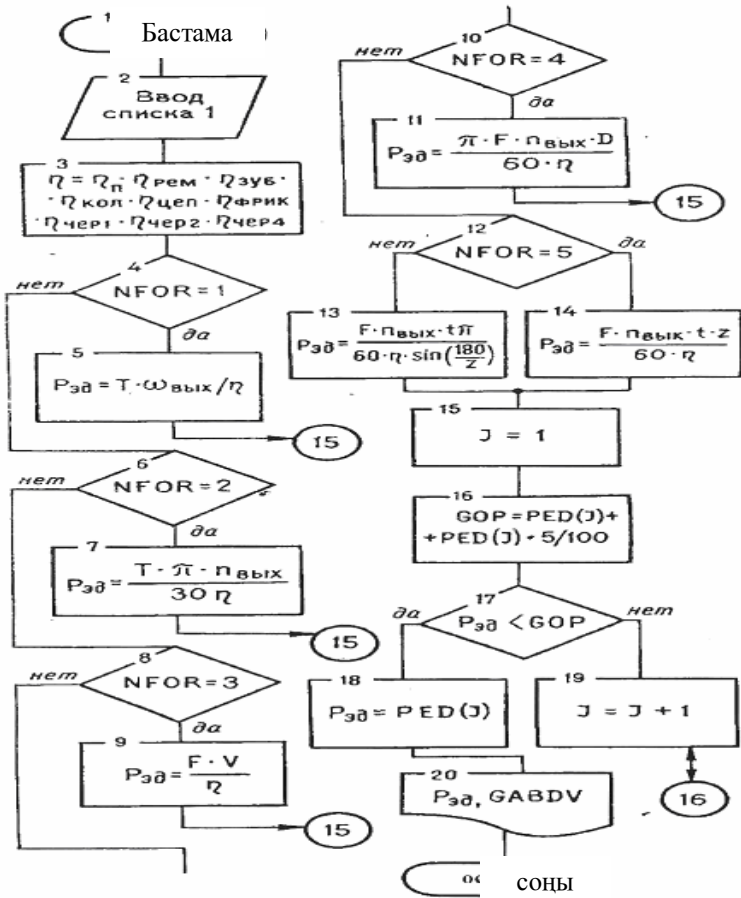 1
Бастама
2
Ввод
списка 1
3
η = ηп · ηрем · ηзуб ·
· ηкол · ηцеп · ηфрик
· ηчер1 · ηчер2 · ηчер4
4
нет
NFOR = 1
да
5
Pэд = T · ωвых / η
15
6
нет
NFOR = 2
да
7
Pэд = T · π · nвых / 30 η
15
8
нет
NFOR = 3
да
9
Pэд = F · V / η
15
10
нет
NFOR = 4
да
11
Pэд = π · F · nвых · D / 60 · η
15
12
нет
NFOR = 5
да
13
Pэд = F · nвых · tπ / 60 · η · sin(180/z)
14
Pэд = F · nвых · t · z / 60 · η
15
J = 1
16
GOP = PED(J) +
+ PED(J) · 5/100
17
да
Pэд < GOP
нет
18
Pэд = PED(J)
19
J = J + 1
16
20
Pэд, GABDV
соңы